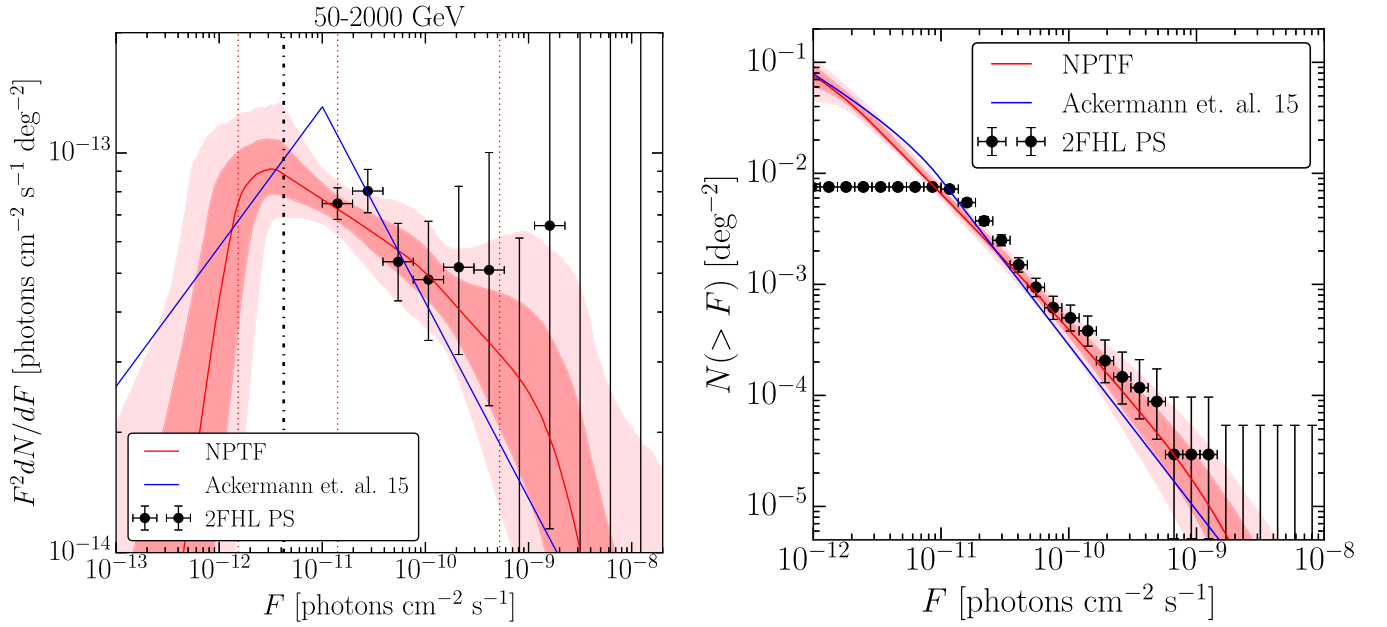 50-2000 GeV
F² dN/dF [photons cm⁻² s⁻¹ deg⁻²]
10⁻¹³
10⁻¹⁴
NPTF
Ackermann et. al. 15
2FHL PS
10⁻¹³ 10⁻¹² 10⁻¹¹ 10⁻¹⁰ 10⁻⁹ 10⁻⁸
F [photons cm⁻² s⁻¹]
N(> F) [deg⁻²]
10⁻¹
10⁻²
10⁻³
10⁻⁴
10⁻⁵
NPTF
Ackermann et. al. 15
2FHL PS
10⁻¹² 10⁻¹¹ 10⁻¹⁰ 10⁻⁹ 10⁻⁸
F [photons cm⁻² s⁻¹]